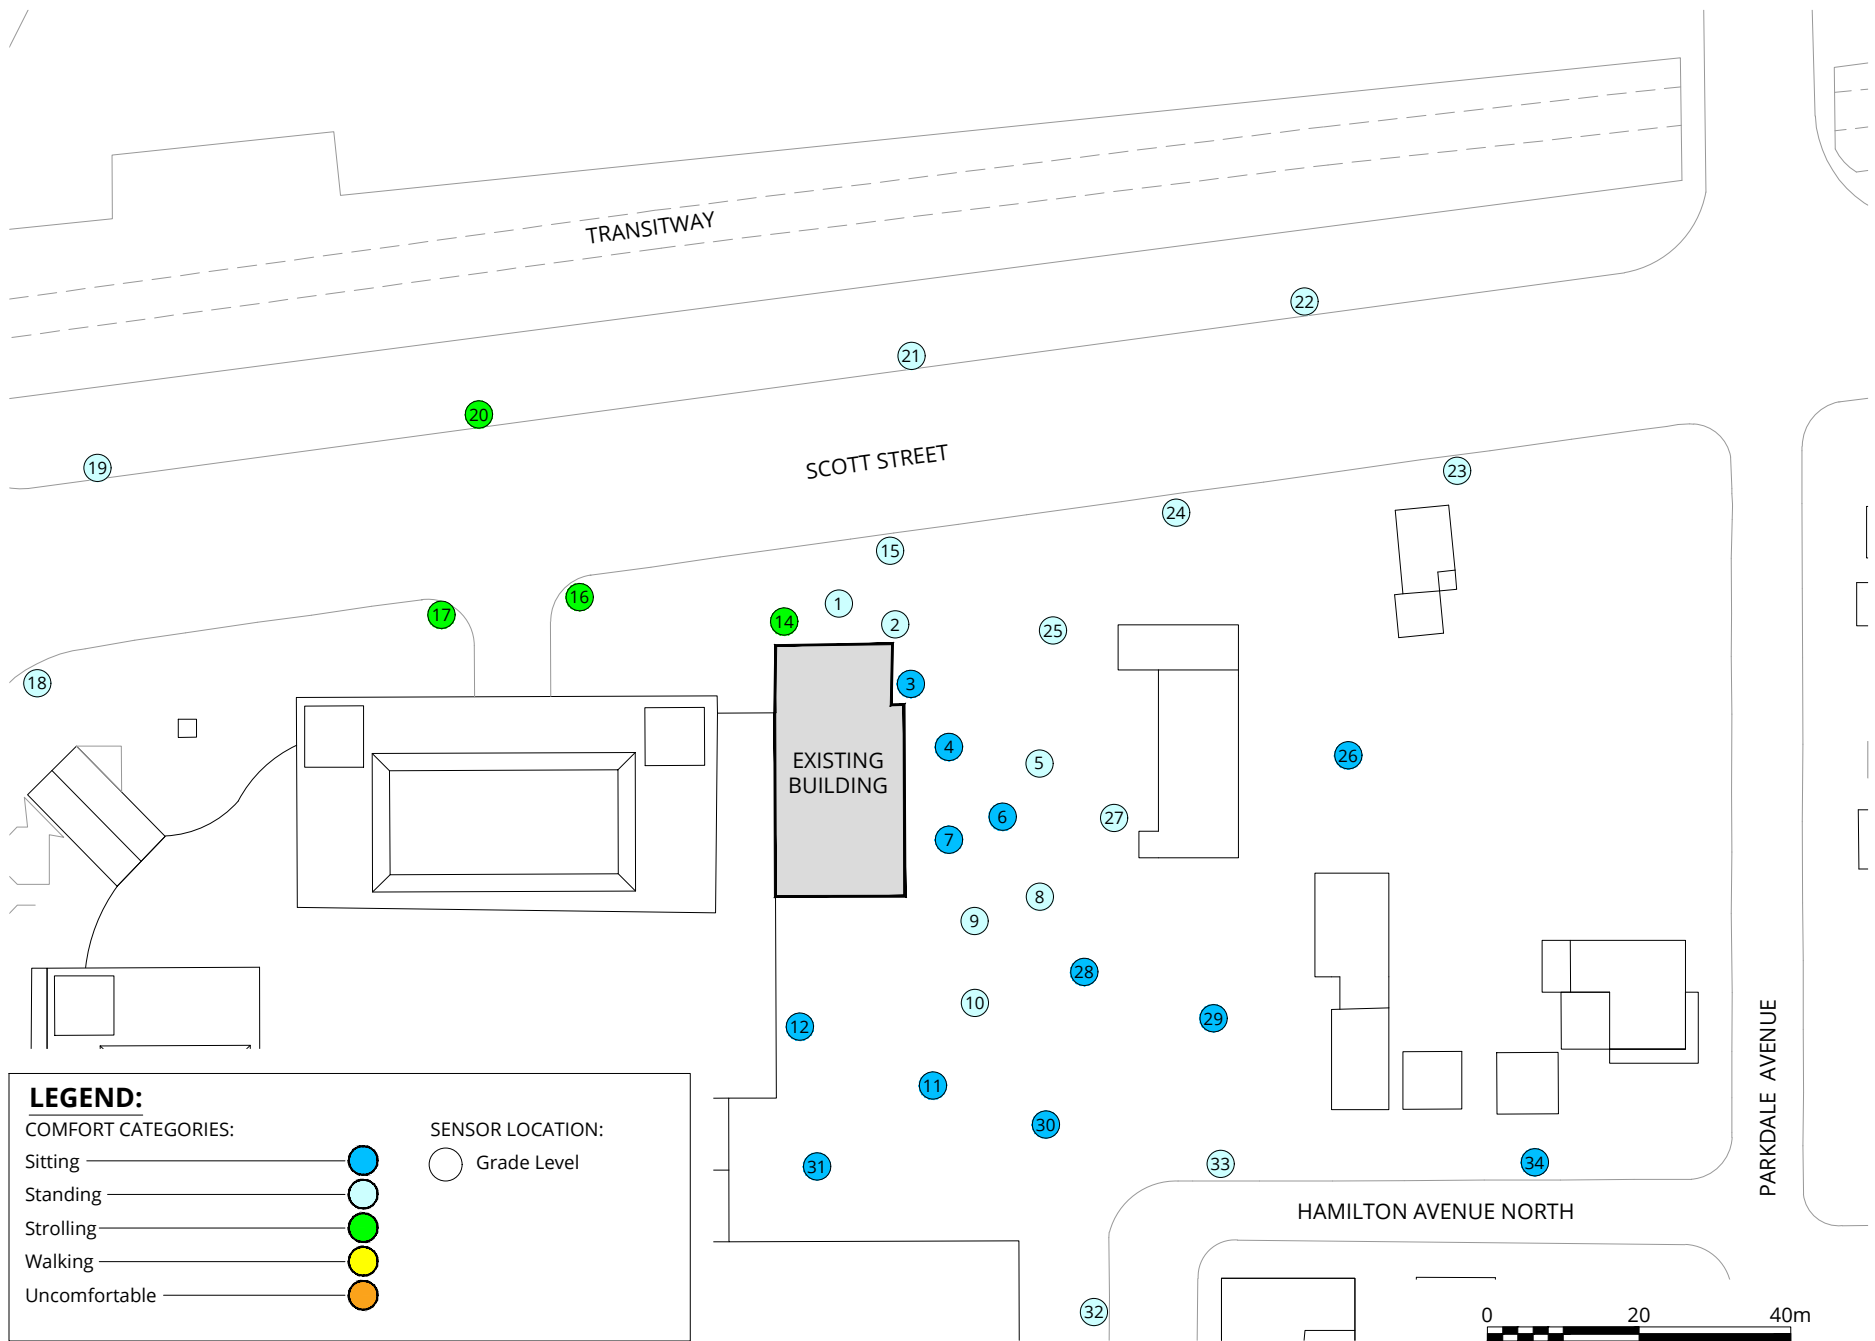 TRANSITWAY
22
21
20
SCOTT STREET
19
23
24
15
16
1
17
14
2
25
18
3
4
EXISTING
BUILDING
5
26
6
27
7
8
9
28
10
29
12
11
30
31
33
34
PARKDALE AVENUE
HAMILTON AVENUE NORTH
32
LEGEND:
COMFORT CATEGORIES:
Sitting
Standing
Strolling
Walking
Uncomfortable
SENSOR LOCATION:
Grade Level
0 20 40m